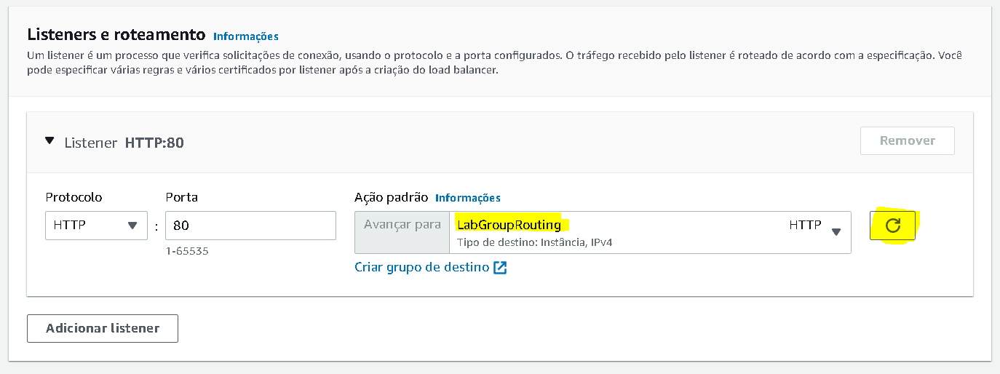 Listeners e roteamento Informações
Um listener é um processo que verifica solicitações de conexão, usando o protocolo e a porta configurados. O tráfego recebido pelo listener é roteado de acordo com a especificação. Você
pode especificar várias regras e vários certificados por listener após a criação do load balancer.
Listener HTTP:80
Remover
Protocolo
Porta
Ação padrão Informações
HTTP
:
80
Avançar para
LabGroupRouting
HTTP
Tipo de destino: Instância, IPv4
1-65535
Criar grupo de destino
Adicionar listener